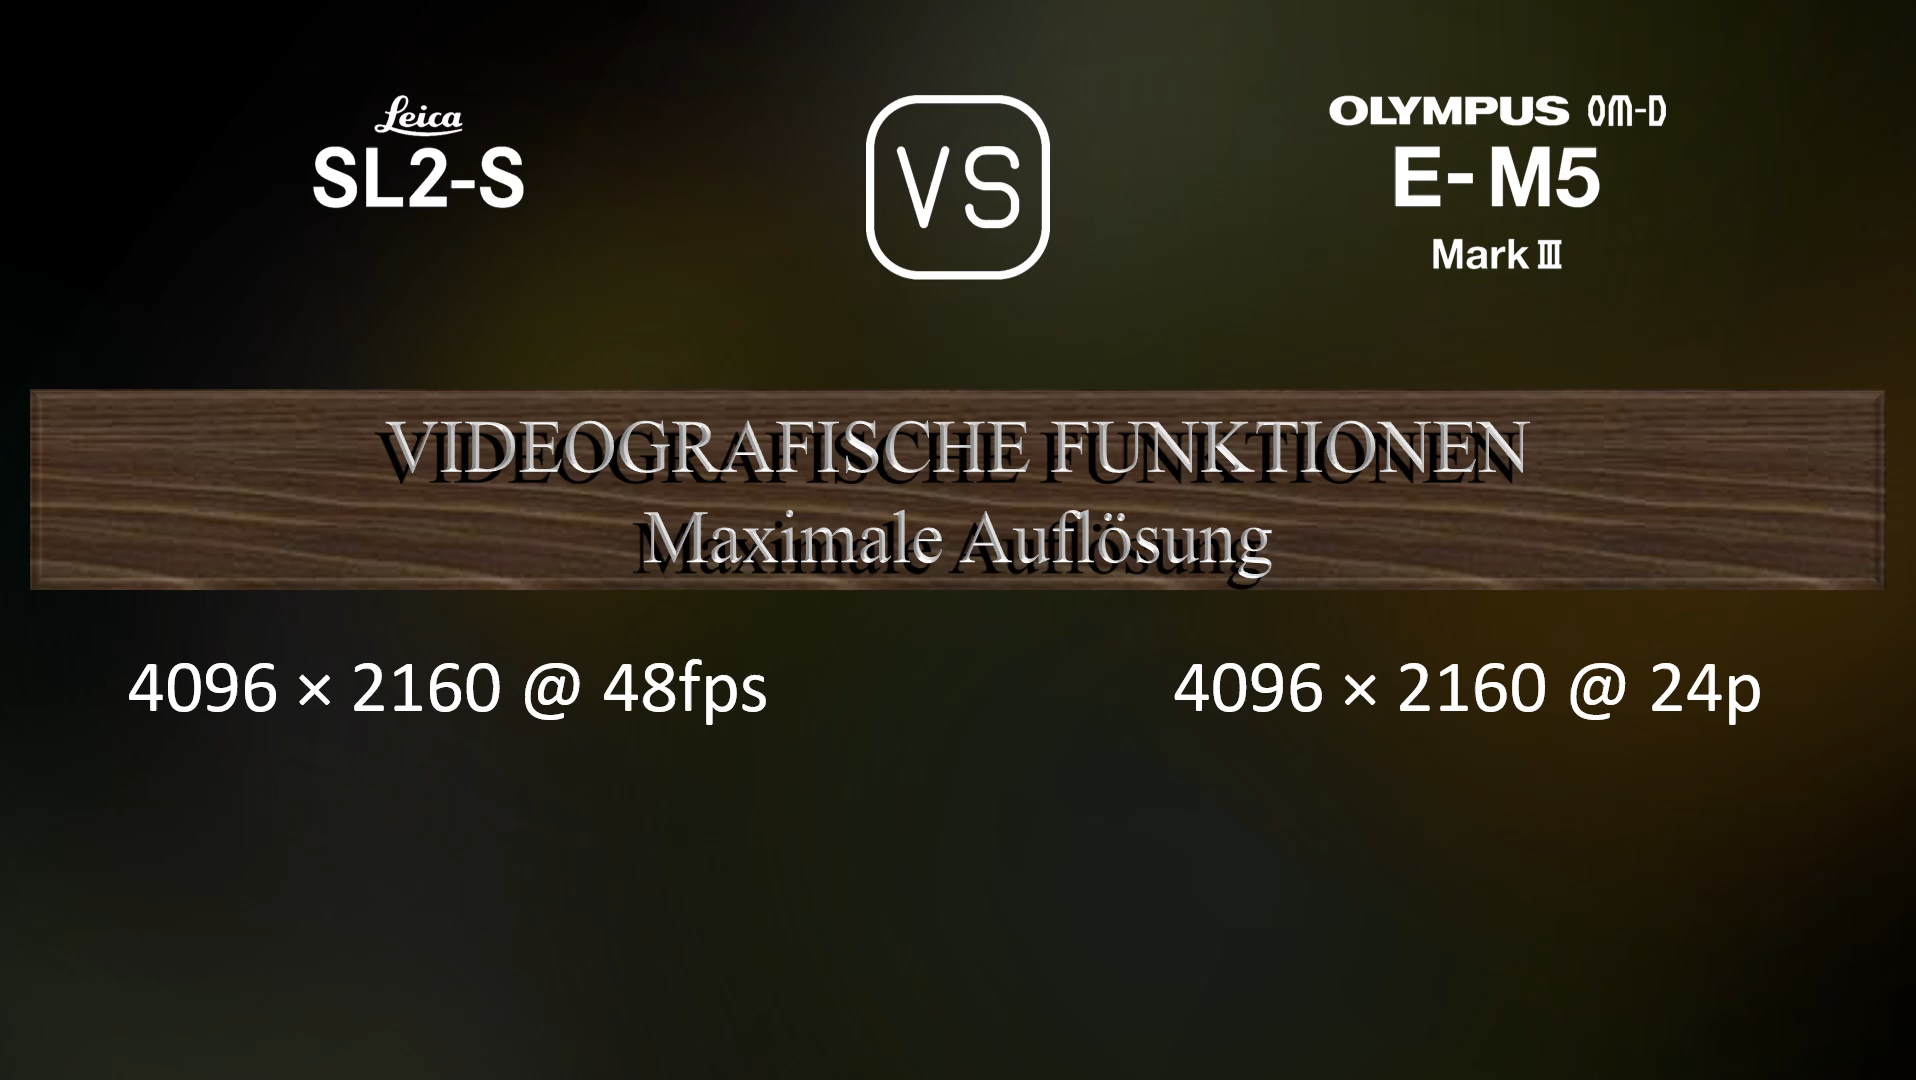 Leica
SL2-S
VS
OLYMPUS OM-D
E-M5
Mark III
VIDEOGRAFISCHE FUNKTIONEN
Maximale Auflösung
4096 × 2160 @ 48fps
4096 × 2160 @ 24p